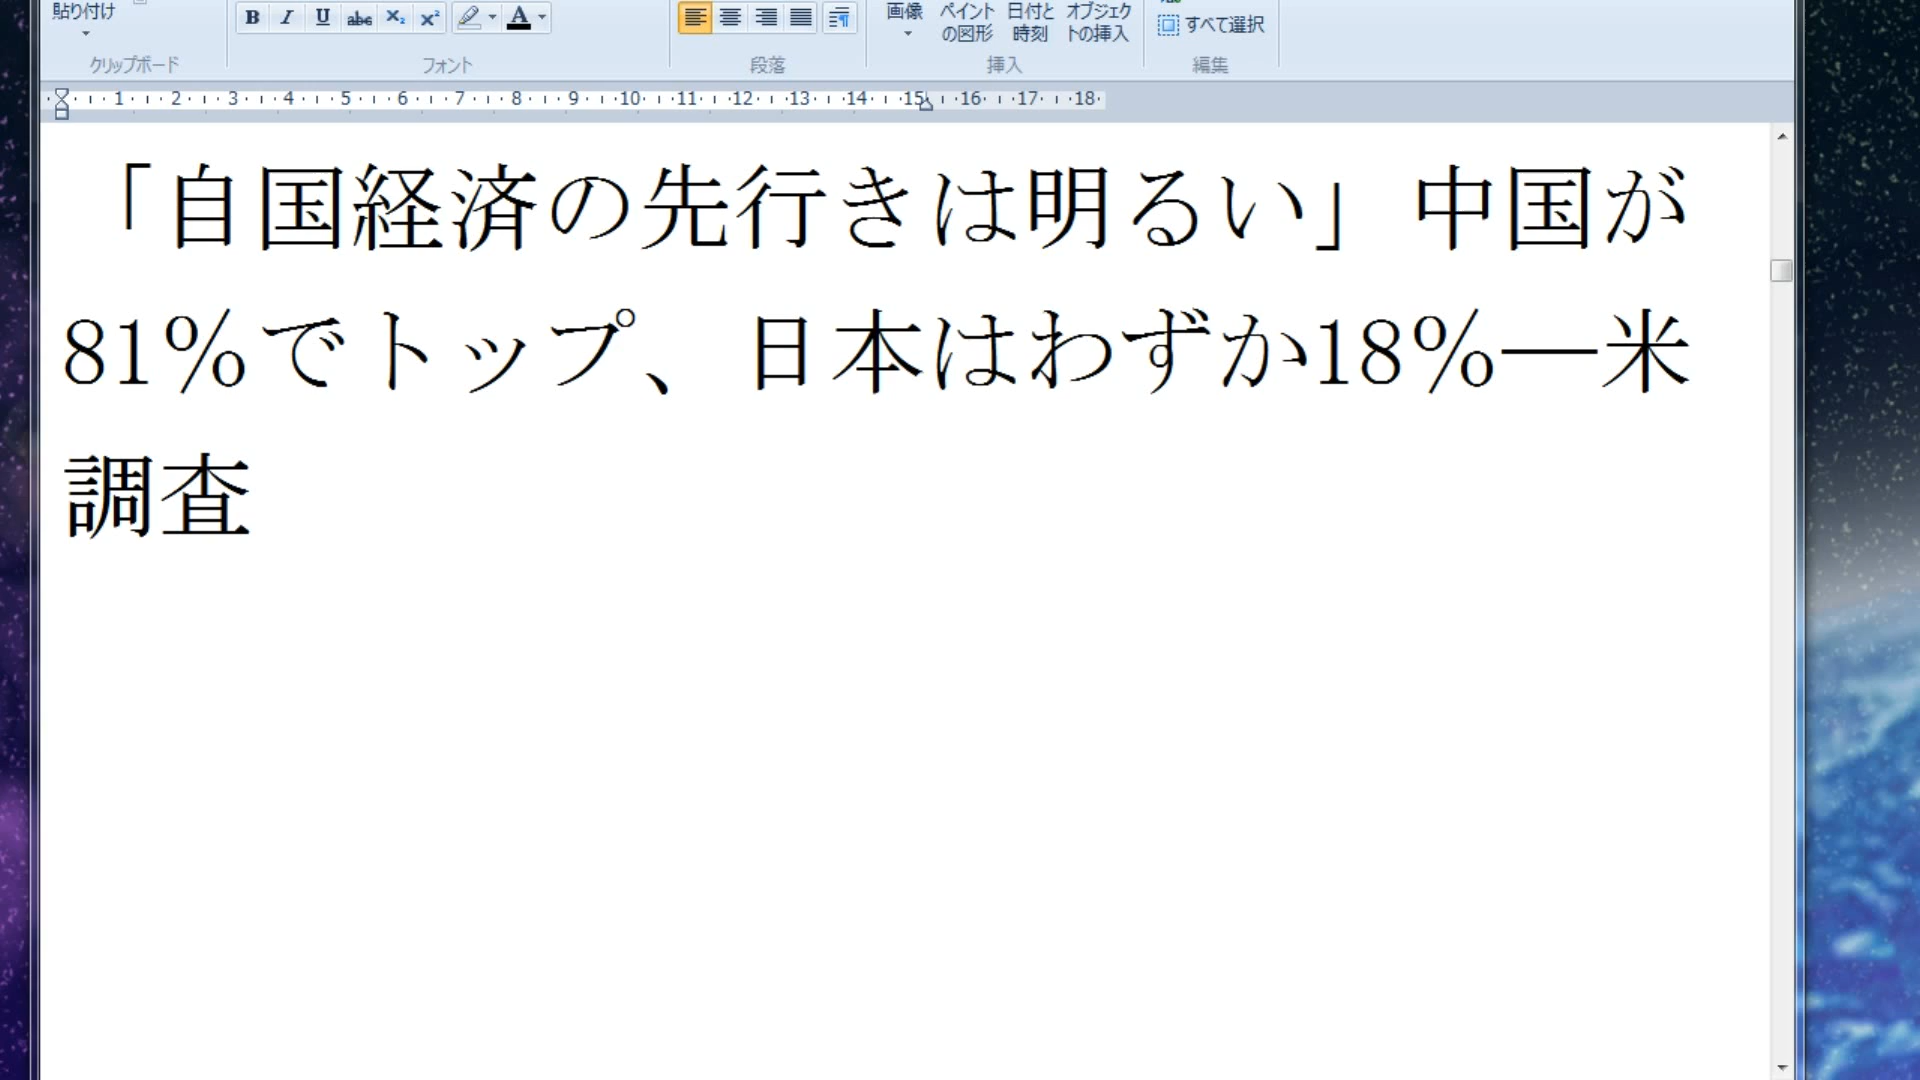 貼り付け
B I U abc X₂ X² A
画像 ペイントの図形 日付と時刻 オブジェクトの挿入
すべて選択
クリップボード フォント 段落 挿入 編集
1 2 3 4 5 6 7 8 9 10 11 12 13 14 15 16 17 18
「自国経済の先行きは明るい」中国が
81％でトップ、日本はわずか18％―米
調査